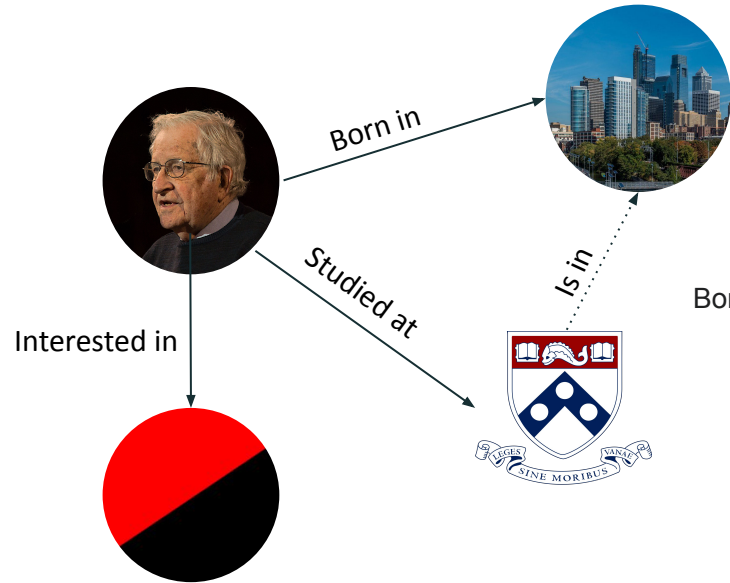 Born in
Studied at
Is in
Bor
Interested in
LEGES
VANAE
SINE MORIBUS